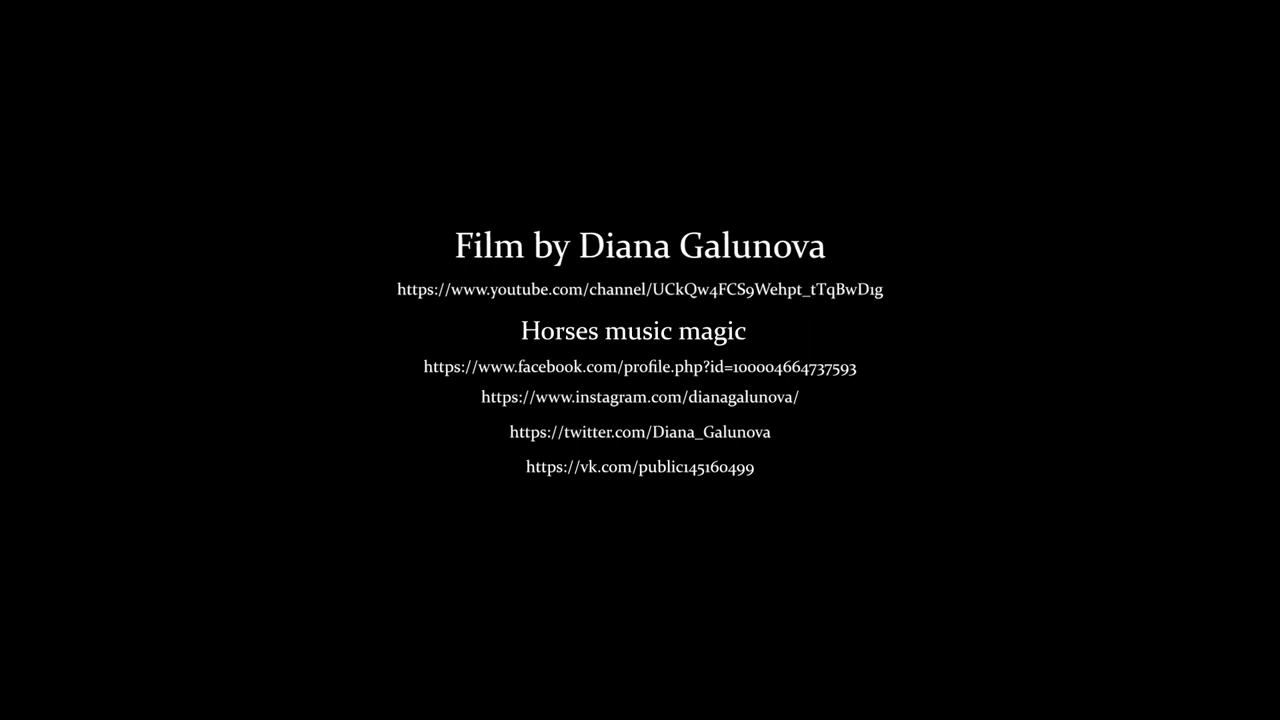 Film by Diana Galunova
https://www.youtube.com/channel/UCkQw4FCS9Wehpt_tTqBwD1g
Horses music magic
https://www.facebook.com/profile.php?id=100004664737593
https://www.instagram.com/dianagalunova/
https://twitter.com/Diana_Galunova
https://vk.com/public145160499